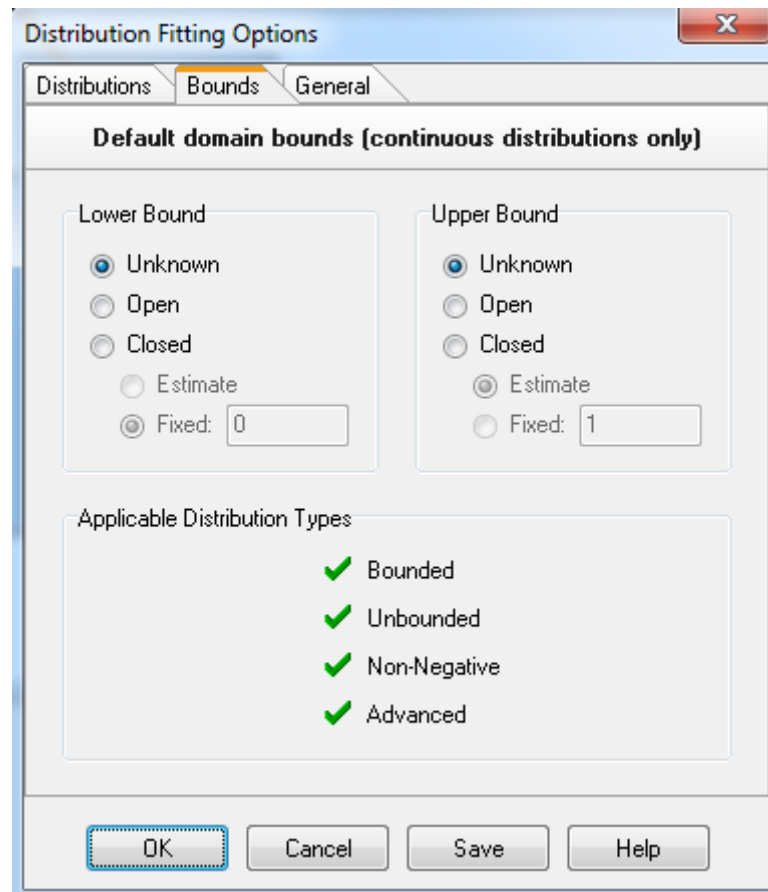 Distribution Fitting Options
Distributions Bounds General
Default domain bounds (continuous distributions only)
Lower Bound
Unknown
Open
Closed
Estimate
Fixed: 0
Upper Bound
Unknown
Open
Closed
Estimate
Fixed: 1
Applicable Distribution Types
Bounded
Unbounded
Non-Negative
Advanced
OK Cancel Save Help